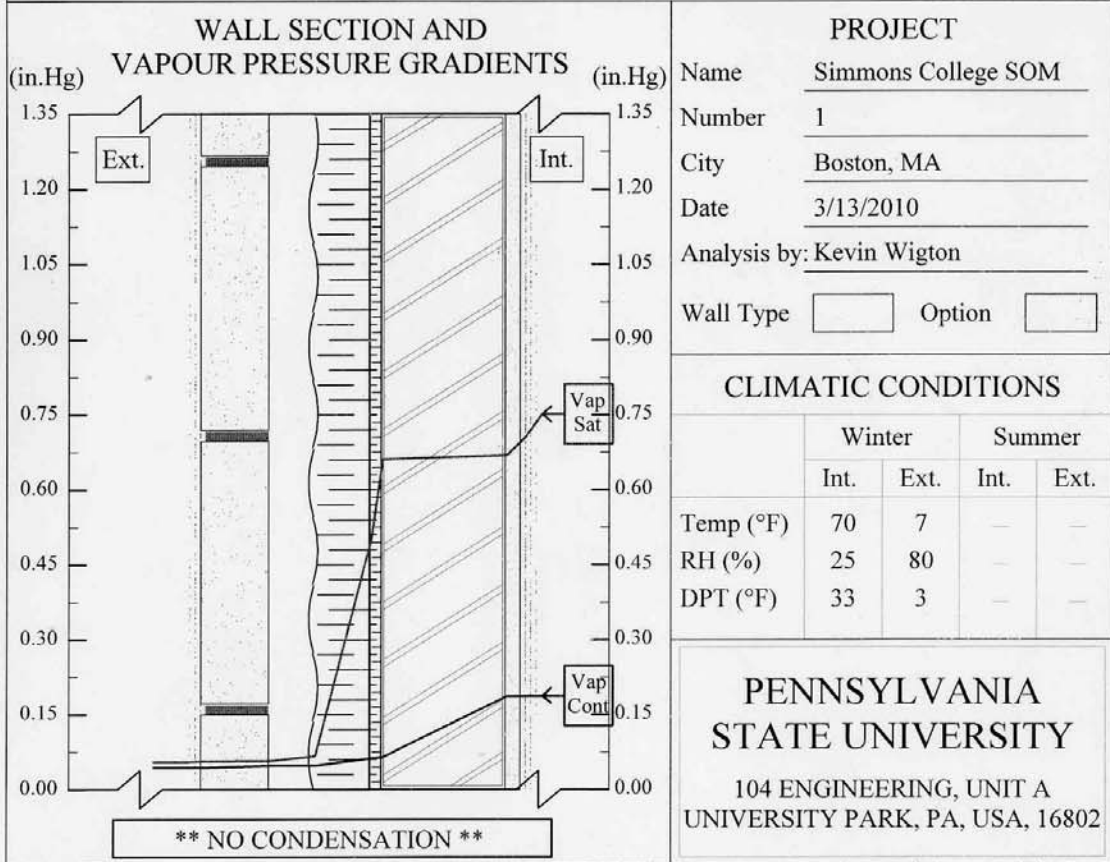 WALL SECTION AND
VAPOUR PRESSURE GRADIENTS
(in.Hg)
(in.Hg)
1.35
1.20
1.05
0.90
0.75
0.60
0.45
0.30
0.15
0.00
Ext.
Int.
1.35
1.20
1.05
0.90
0.75
0.60
0.45
0.30
0.15
0.00
Vap
Sat
Vap
Cont
** NO CONDENSATION **
PROJECT
Name Simmons College SOM
Number 1
City Boston, MA
Date 3/13/2010
Analysis by: Kevin Wigton
Wall Type Option
CLIMATIC CONDITIONS
Winter Summer
Int. Ext. Int. Ext.
Temp (°F) 70 7 — —
RH (%) 25 80
DPT (°F) 33 3 — —
PENNSYLVANIA
STATE UNIVERSITY
104 ENGINEERING, UNIT A
UNIVERSITY PARK, PA, USA, 16802